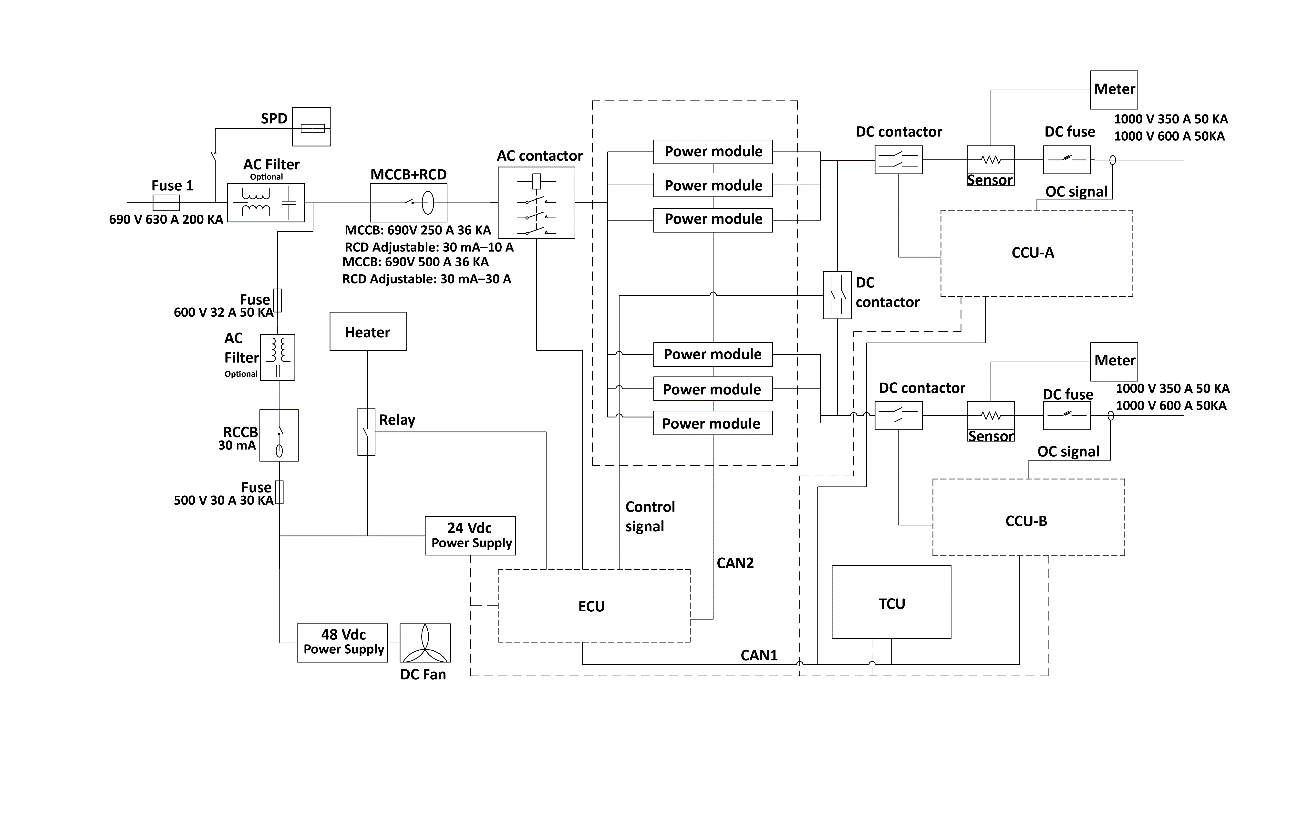 Meter
1000 V 350 A 50 KA
1000 V 600 A 50KA
SPD
DC contactor
DC fuse
AC contactor
Power module
AC Filter
Optional
MCCB+RCD
Sensor
Fuse 1
Power module
OC signal
690 V 630 A 200 KA
Power module
MCCB: 690V 250 A 36 KA
RCD Adjustable: 30 mA–10 A
MCCB: 690V 500 A 36 KA
RCD Adjustable: 30 mA–30 A
CCU-A
DC
contactor
Fuse
600 V 32 A 50 KA
Heater
AC
Filter
Optional
Power module
Meter
Power module
DC contactor
DC fuse
1000 V 350 A 50 KA
1000 V 600 A 50KA
Relay
Power module
RCCB
30 mA
Sensor
OC signal
Fuse
500 V 30 A 30 KA
Control
signal
24 Vdc
Power Supply
CCU-B
CAN2
ECU
TCU
48 Vdc
Power Supply
CAN1
DC Fan